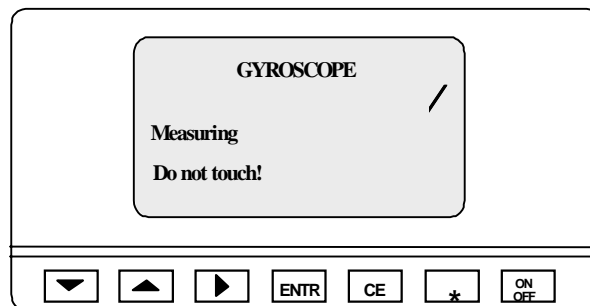 GYROSCOPE
/
Measuring
Do not touch!
ENTR CE * ON
OFF